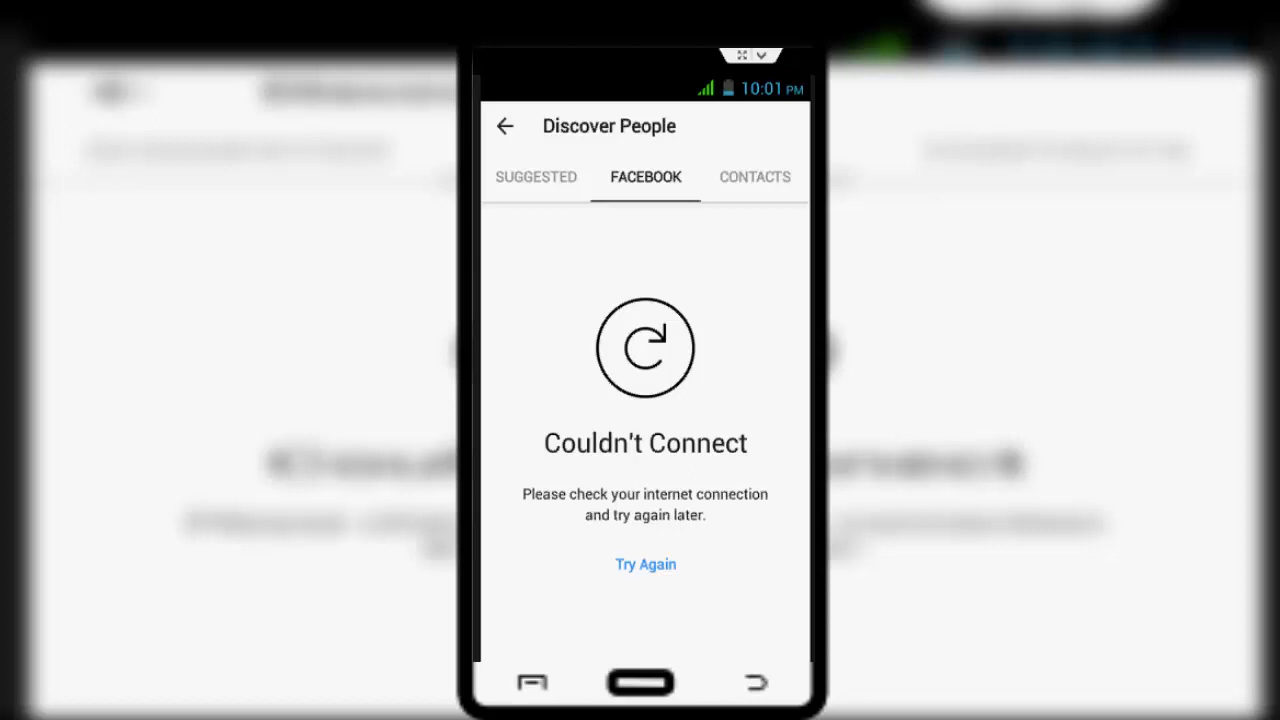 10:01 PM
Discover People
SUGGESTED FACEBOOK CONTACTS
Couldn't Connect
Please check your internet connection
and try again later.
Try Again